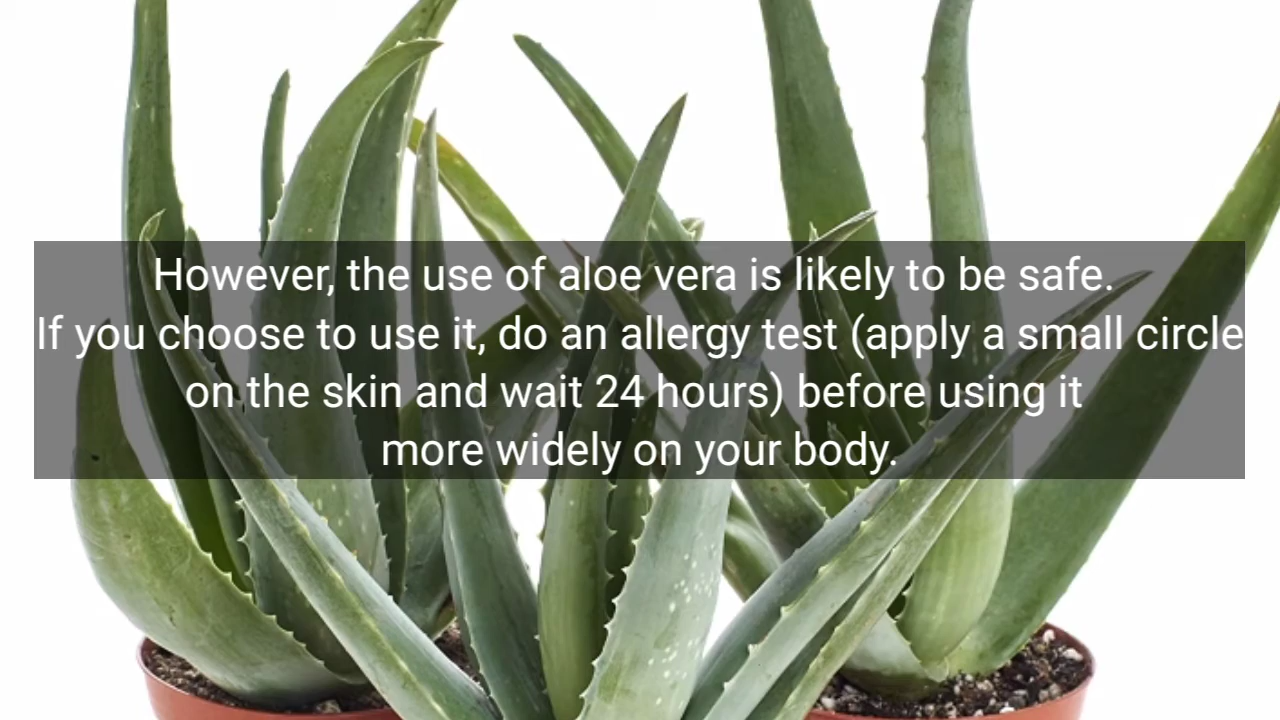 However, the use of aloe vera is likely to be safe.
If you choose to use it, do an allergy test (apply a small circle
on the skin and wait 24 hours) before using it
more widely on your body.